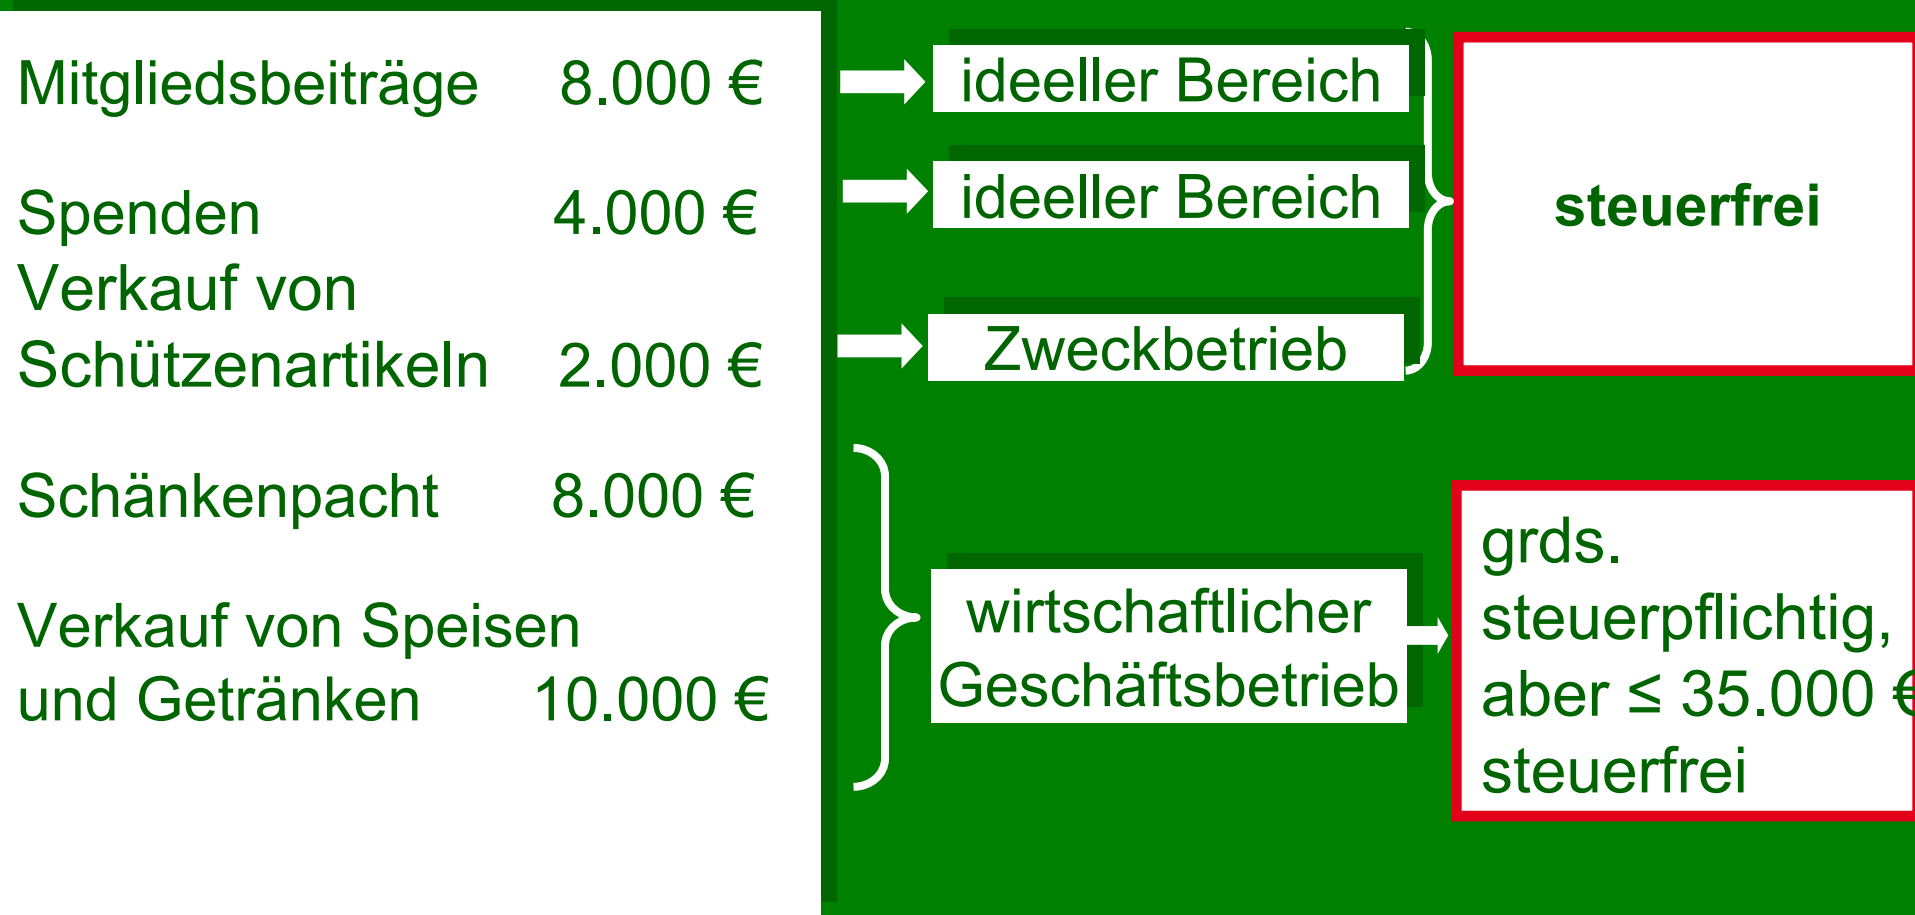 Mitgliedsbeiträge 8.000 €
Spenden 4.000 €
Verkauf von
Schützenartikeln 2.000 €
Schänkenpacht 8.000 €
Verkauf von Speisen
und Getränken 10.000 €
ideeller Bereich
ideeller Bereich
Zweckbetrieb
steuerfrei
wirtschaftlicher
Geschäftsbetrieb
grds.
steuerpflichtig,
aber ≤ 35.000 €
steuerfrei